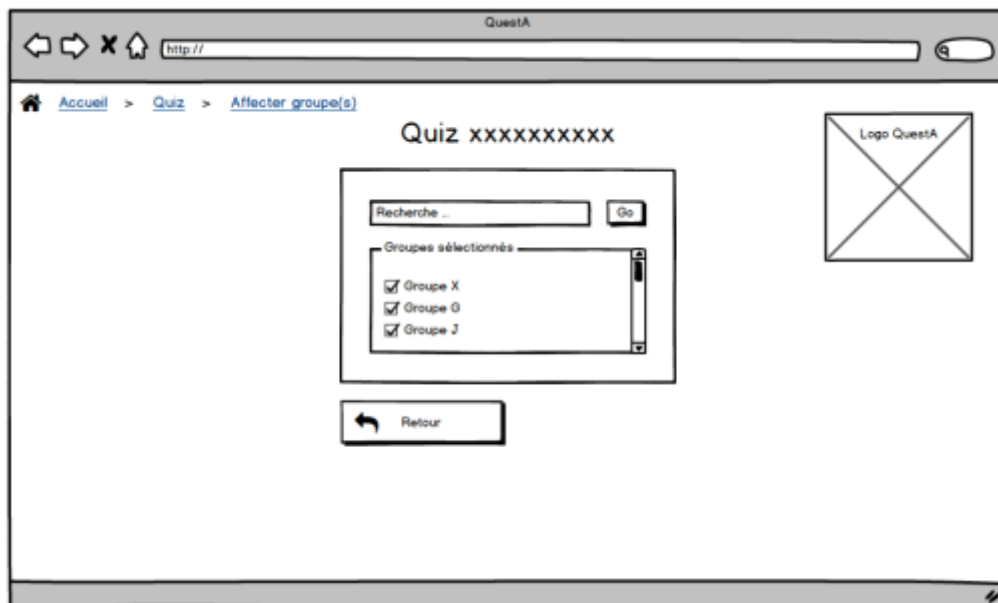 QuestA
http://
Accueil > Quiz > Affecter groupe(s)
Quiz xxxxxxxxxx
Logo QuestA
Recherche ...
Go
Groupes sélectionnés
Groupe X
Groupe G
Groupe J
Retour